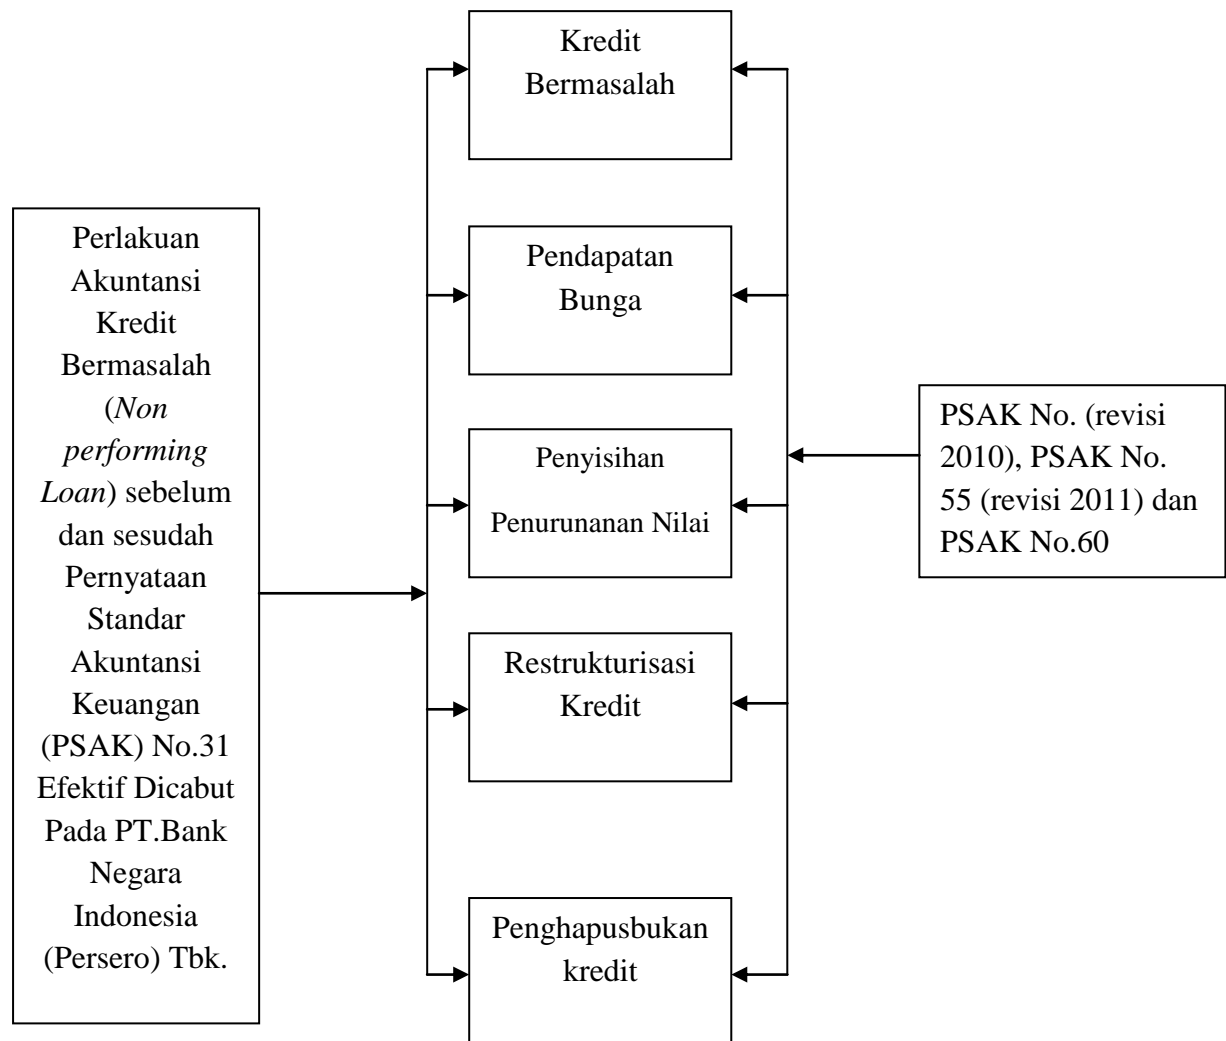 Kredit
Bermasalah
Perlakuan
Akuntansi
Kredit
Bermasalah
(Non
performing
Loan) sebelum
dan sesudah
Pernyataan
Standar
Akuntansi
Keuangan
(PSAK) No.31
Efektif Dicabut
Pada PT.Bank
Negara
Indonesia
(Persero) Tbk.
Pendapatan
Bunga
Penyisihan
Penurunanan Nilai
Restrukturisasi
Kredit
Penghapusbukan
kredit
PSAK No. (revisi
2010), PSAK No.
55 (revisi 2011) dan
PSAK No.60